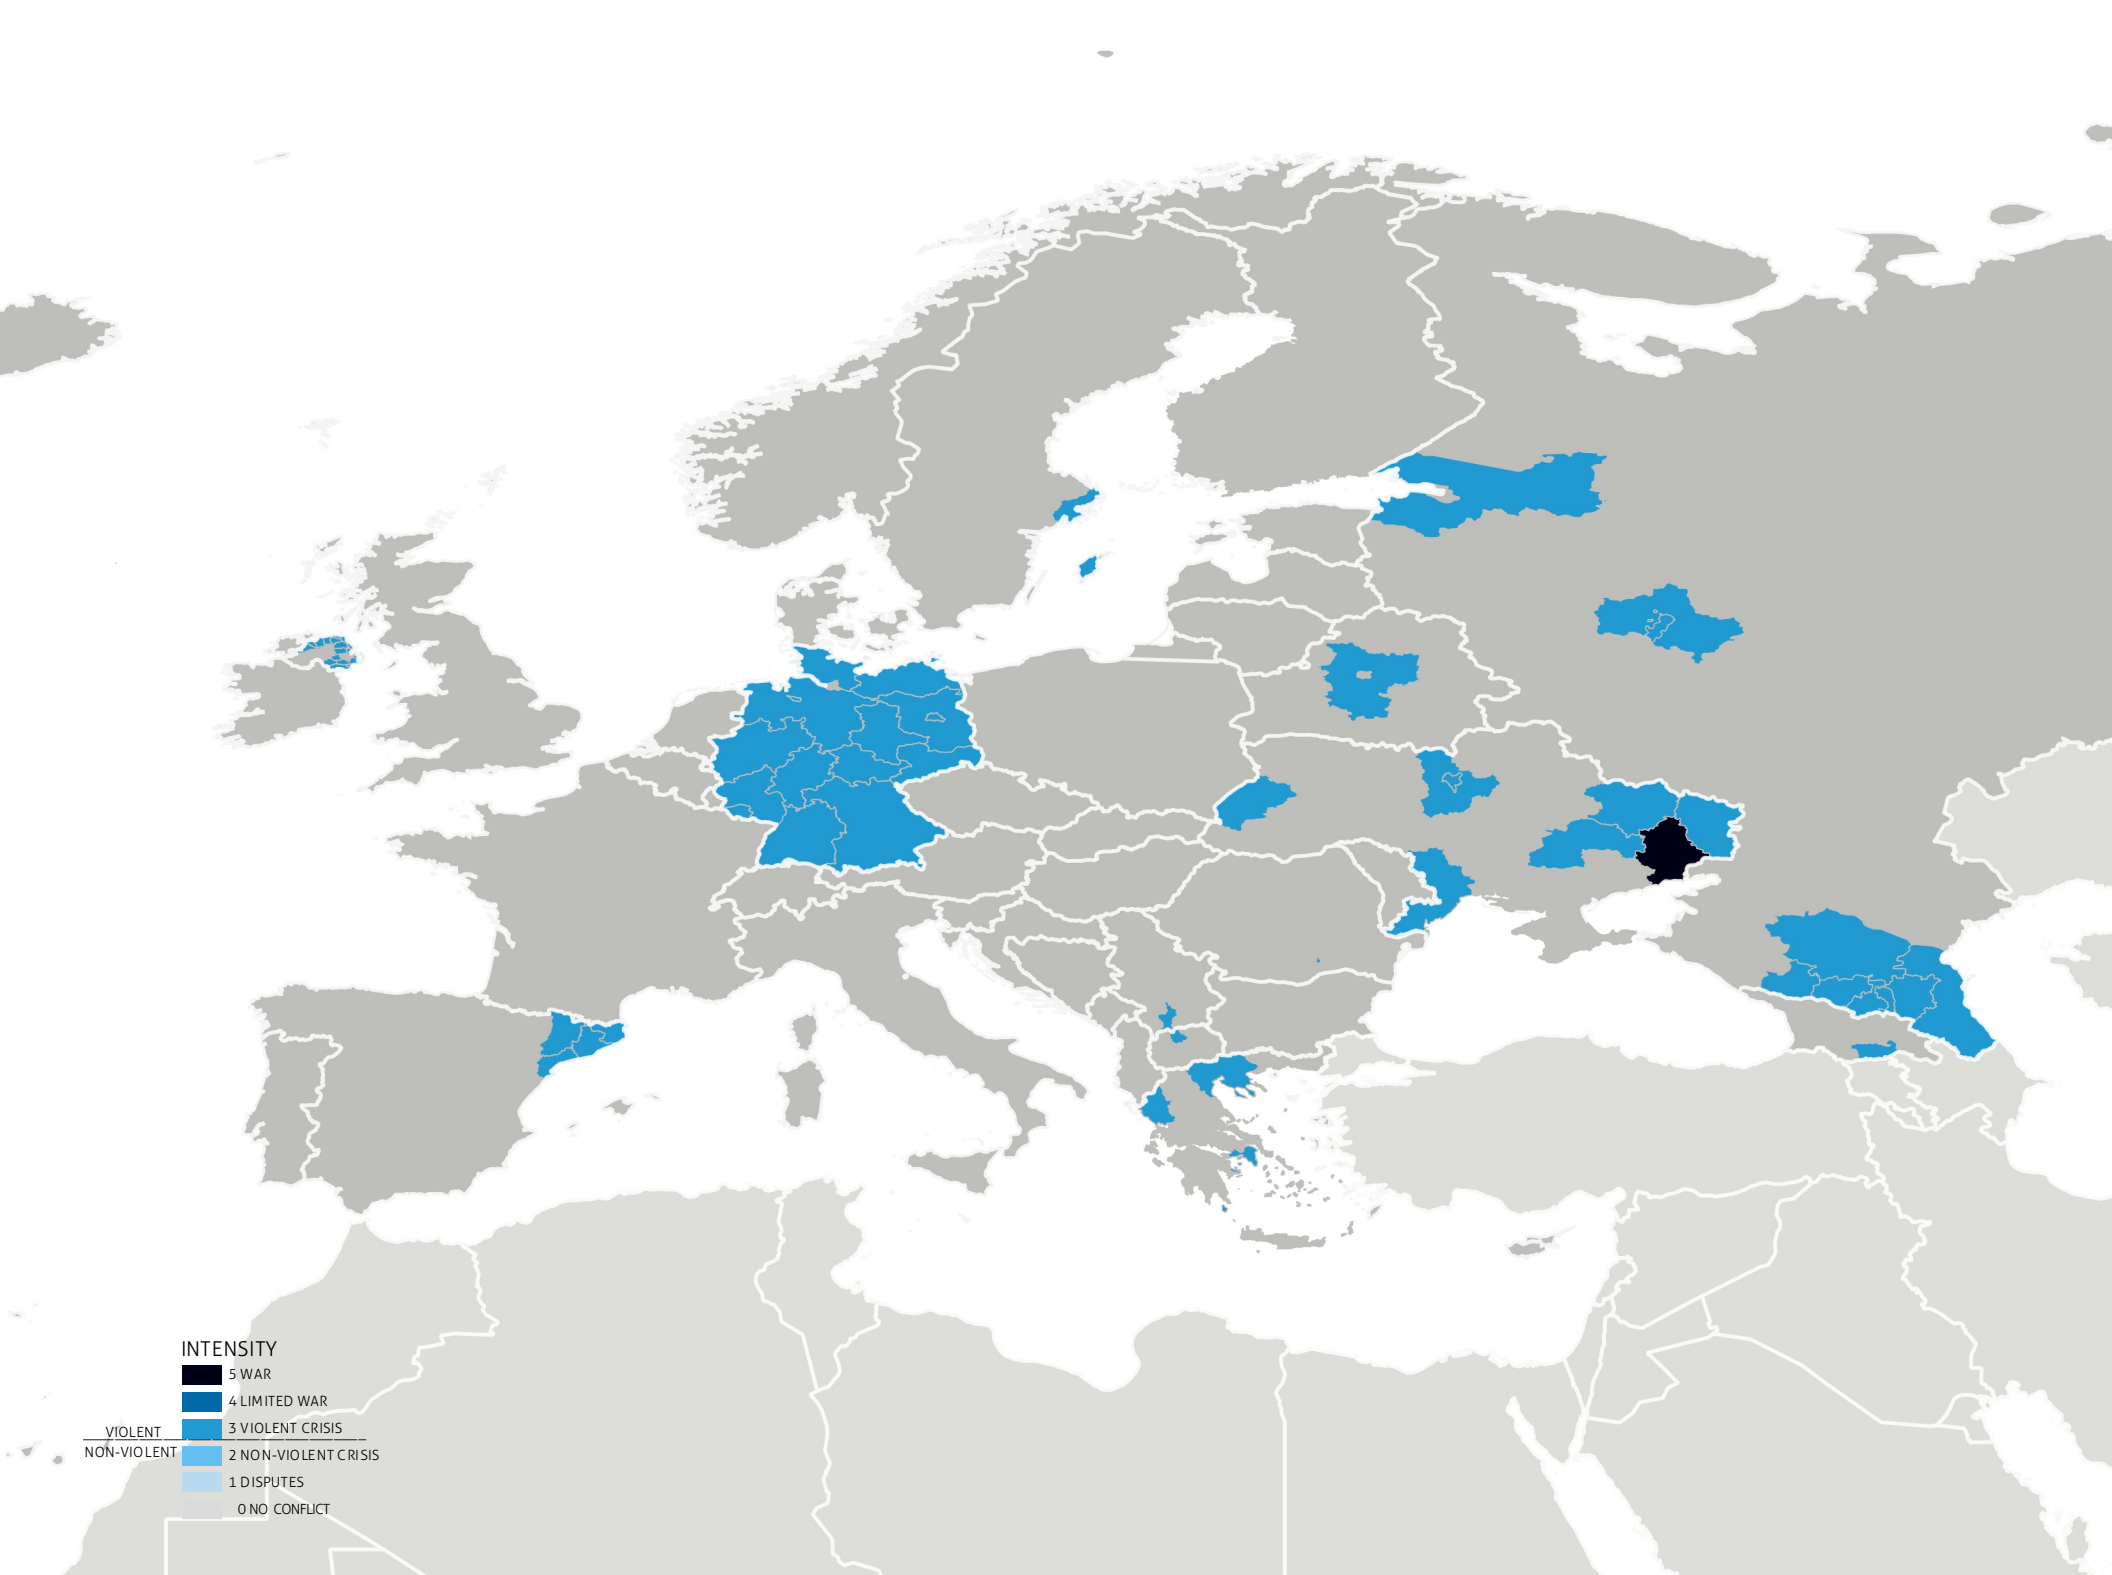 INTENSITY
5 WAR
4 LIMITED WAR
VIOLENT
3 VIOLENT CRISIS
NON-VIOLENT
2 NON-VIOLENT CRISIS
1 DISPUTES
0 NO CONFLICT